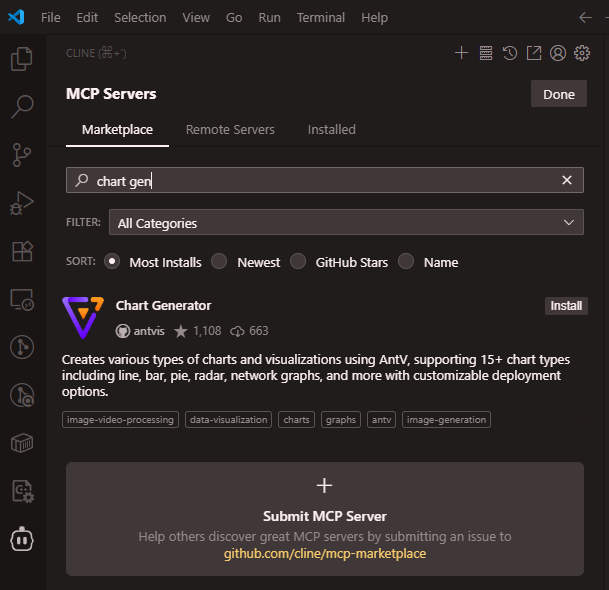 File Edit Selection View Go Run Terminal Help
CLINE (⌘+')
MCP Servers
Done
Marketplace Remote Servers Installed
chart gen
FILTER: All Categories
SORT: Most Installs Newest GitHub Stars Name
Chart Generator
Install
antvis 1,108 663
Creates various types of charts and visualizations using AntV, supporting 15+ chart types
including line, bar, pie, radar, network graphs, and more with customizable deployment
options.
image-video-processing data-visualization charts graphs antv image-generation
Submit MCP Server
Help others discover great MCP servers by submitting an issue to
github.com/cline/mcp-marketplace